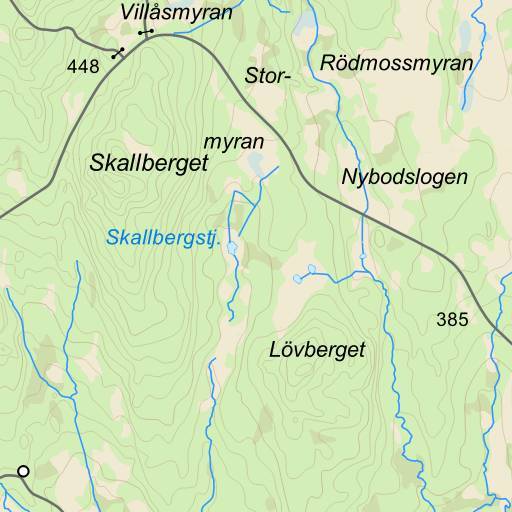 Villåsmyran
448
Stor-
Rödmossmyran
myran
Skallberget
Nybodslogen
Skallbergstj.
385
Lövberget